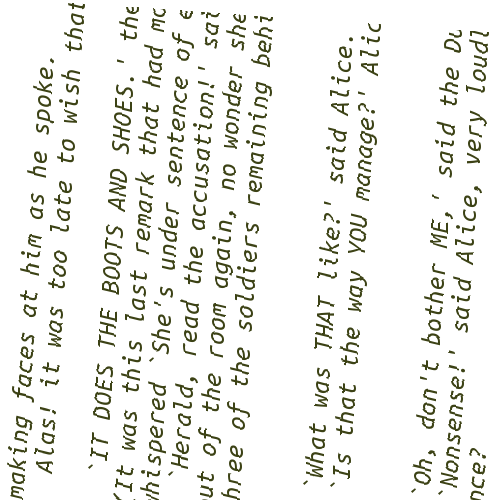 making faces at him as he spoke.
Alas! it was too late to wish that
`IT DOES THE BOOTS AND SHOES.' the
(It was this last remark that had
whispered `She's under sentence of
`Herald, read the accusation!' said
out of the room again, no wonder she
three of the soldiers remaining behi
`What was THAT like?' said Alice.
`Is that the way YOU manage?' Alic
`Oh, don't bother ME,' said the Du
`Nonsense!' said Alice, very loudl
nce?